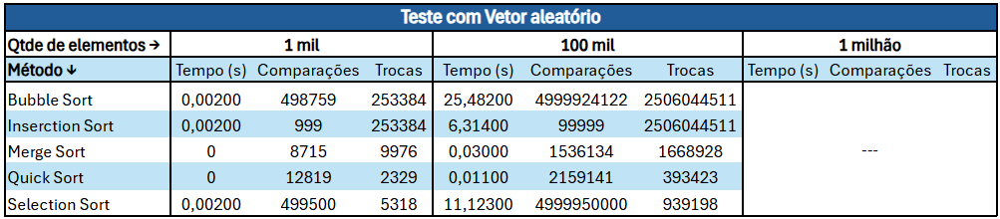 Teste com Vetor aleatório
Qtde de elementos → 1 mil 100 mil 1 milhão
Método ↓ Tempo (s) Comparações Trocas Tempo (s) Comparações Trocas Tempo (s) Comparações Trocas
Bubble Sort 0,00200 498759 253384 25,48200 4999924122 2506044511
Inserction Sort 0,00200 999 253384 6,31400 99999 2506044511
Merge Sort 0 8715 9976 0,03000 1536134 1668928 ---
Quick Sort 0 12819 2329 0,01100 2159141 393423
Selection Sort 0,00200 499500 5318 11,12300 4999950000 939198